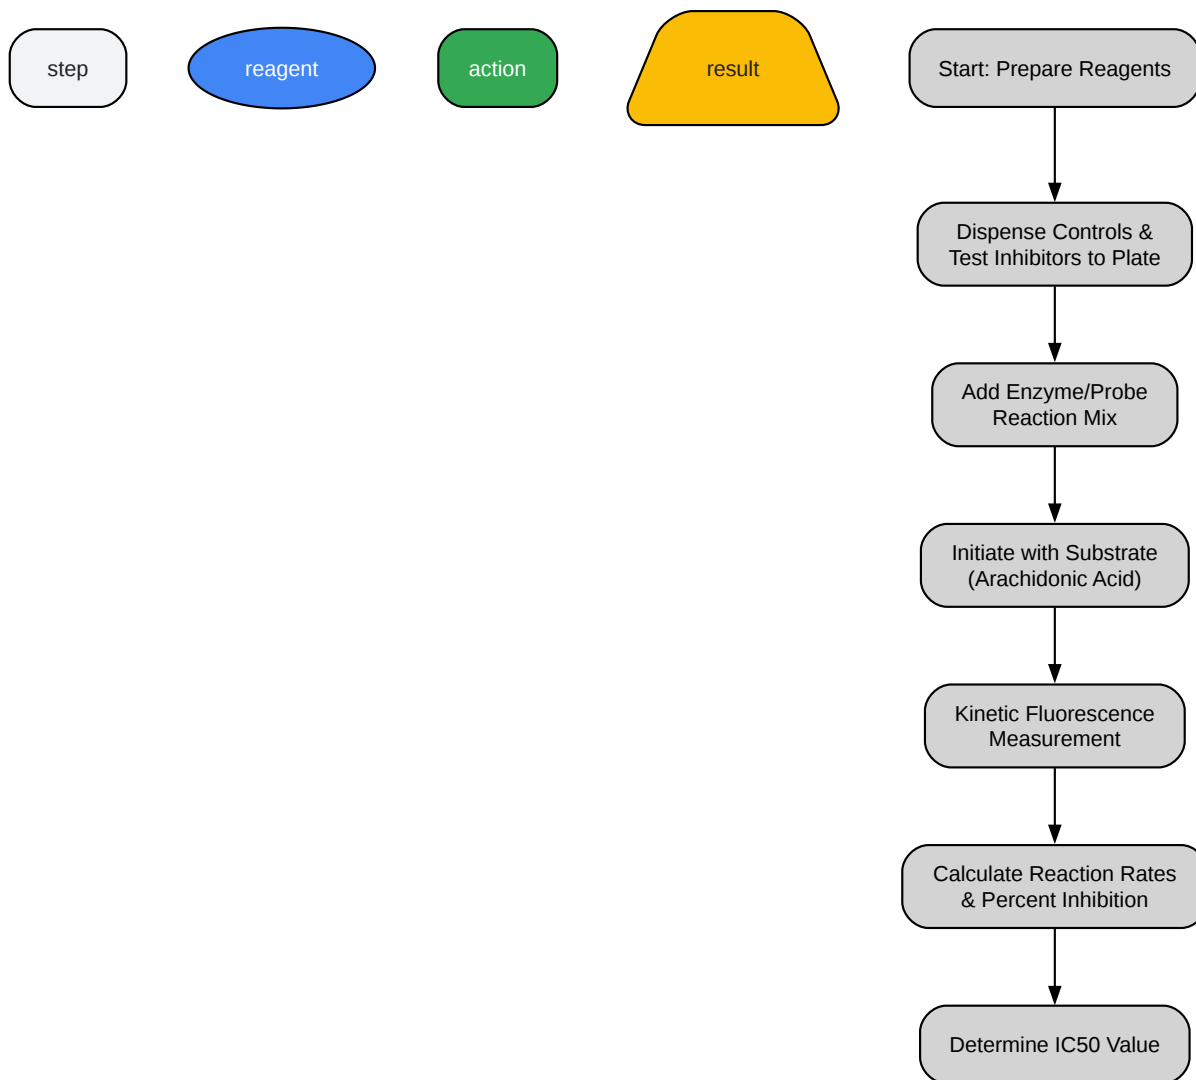 step
reagent
action
result
Start: Prepare Reagents
Dispense Controls &
Test Inhibitors to Plate
Add Enzyme/Probe
Reaction Mix
Initiate with Substrate
(Arachidonic Acid)
Kinetic Fluorescence
Measurement
Calculate Reaction Rates
& Percent Inhibition
Determine IC50 Value